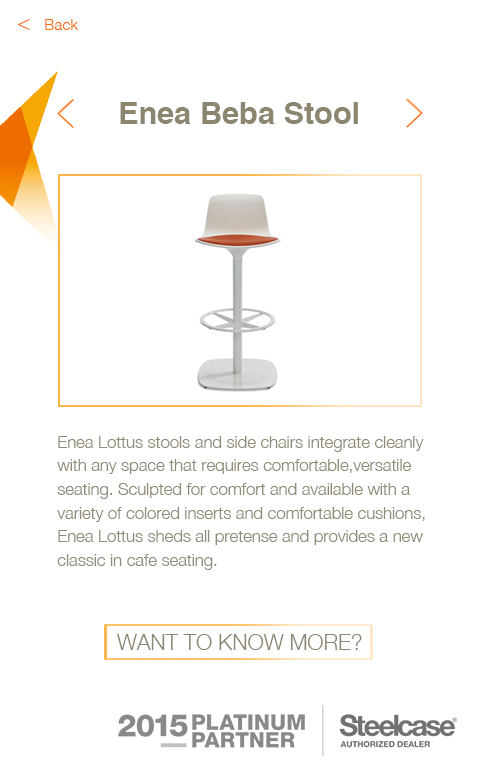 < Back
Enea Beba Stool
Enea Lottus stools and side chairs integrate cleanly
with any space that requires comfortable,versatile
seating. Sculpted for comfort and available with a
variety of colored inserts and comfortable cushions,
Enea Lottus sheds all pretense and provides a new
classic in cafe seating.
WANT TO KNOW MORE?
2015 PLATINUM
PARTNER
Steelcase®
AUTHORIZED DEALER